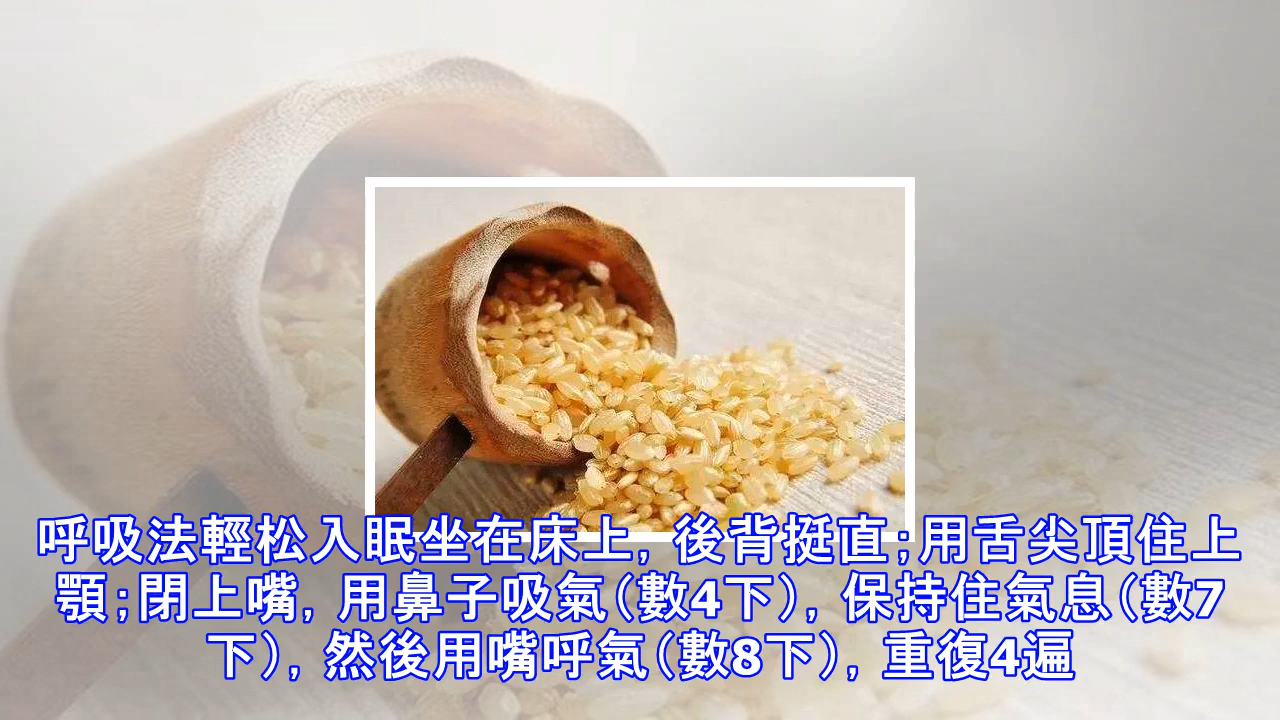 呼吸法輕松入眠坐在床上, 後背挺直;用舌尖頂住上
顎;閉上嘴, 用鼻子吸氣(數4下), 保持住氣息(數7
下), 然後用嘴呼氣(數8下), 重復4遍